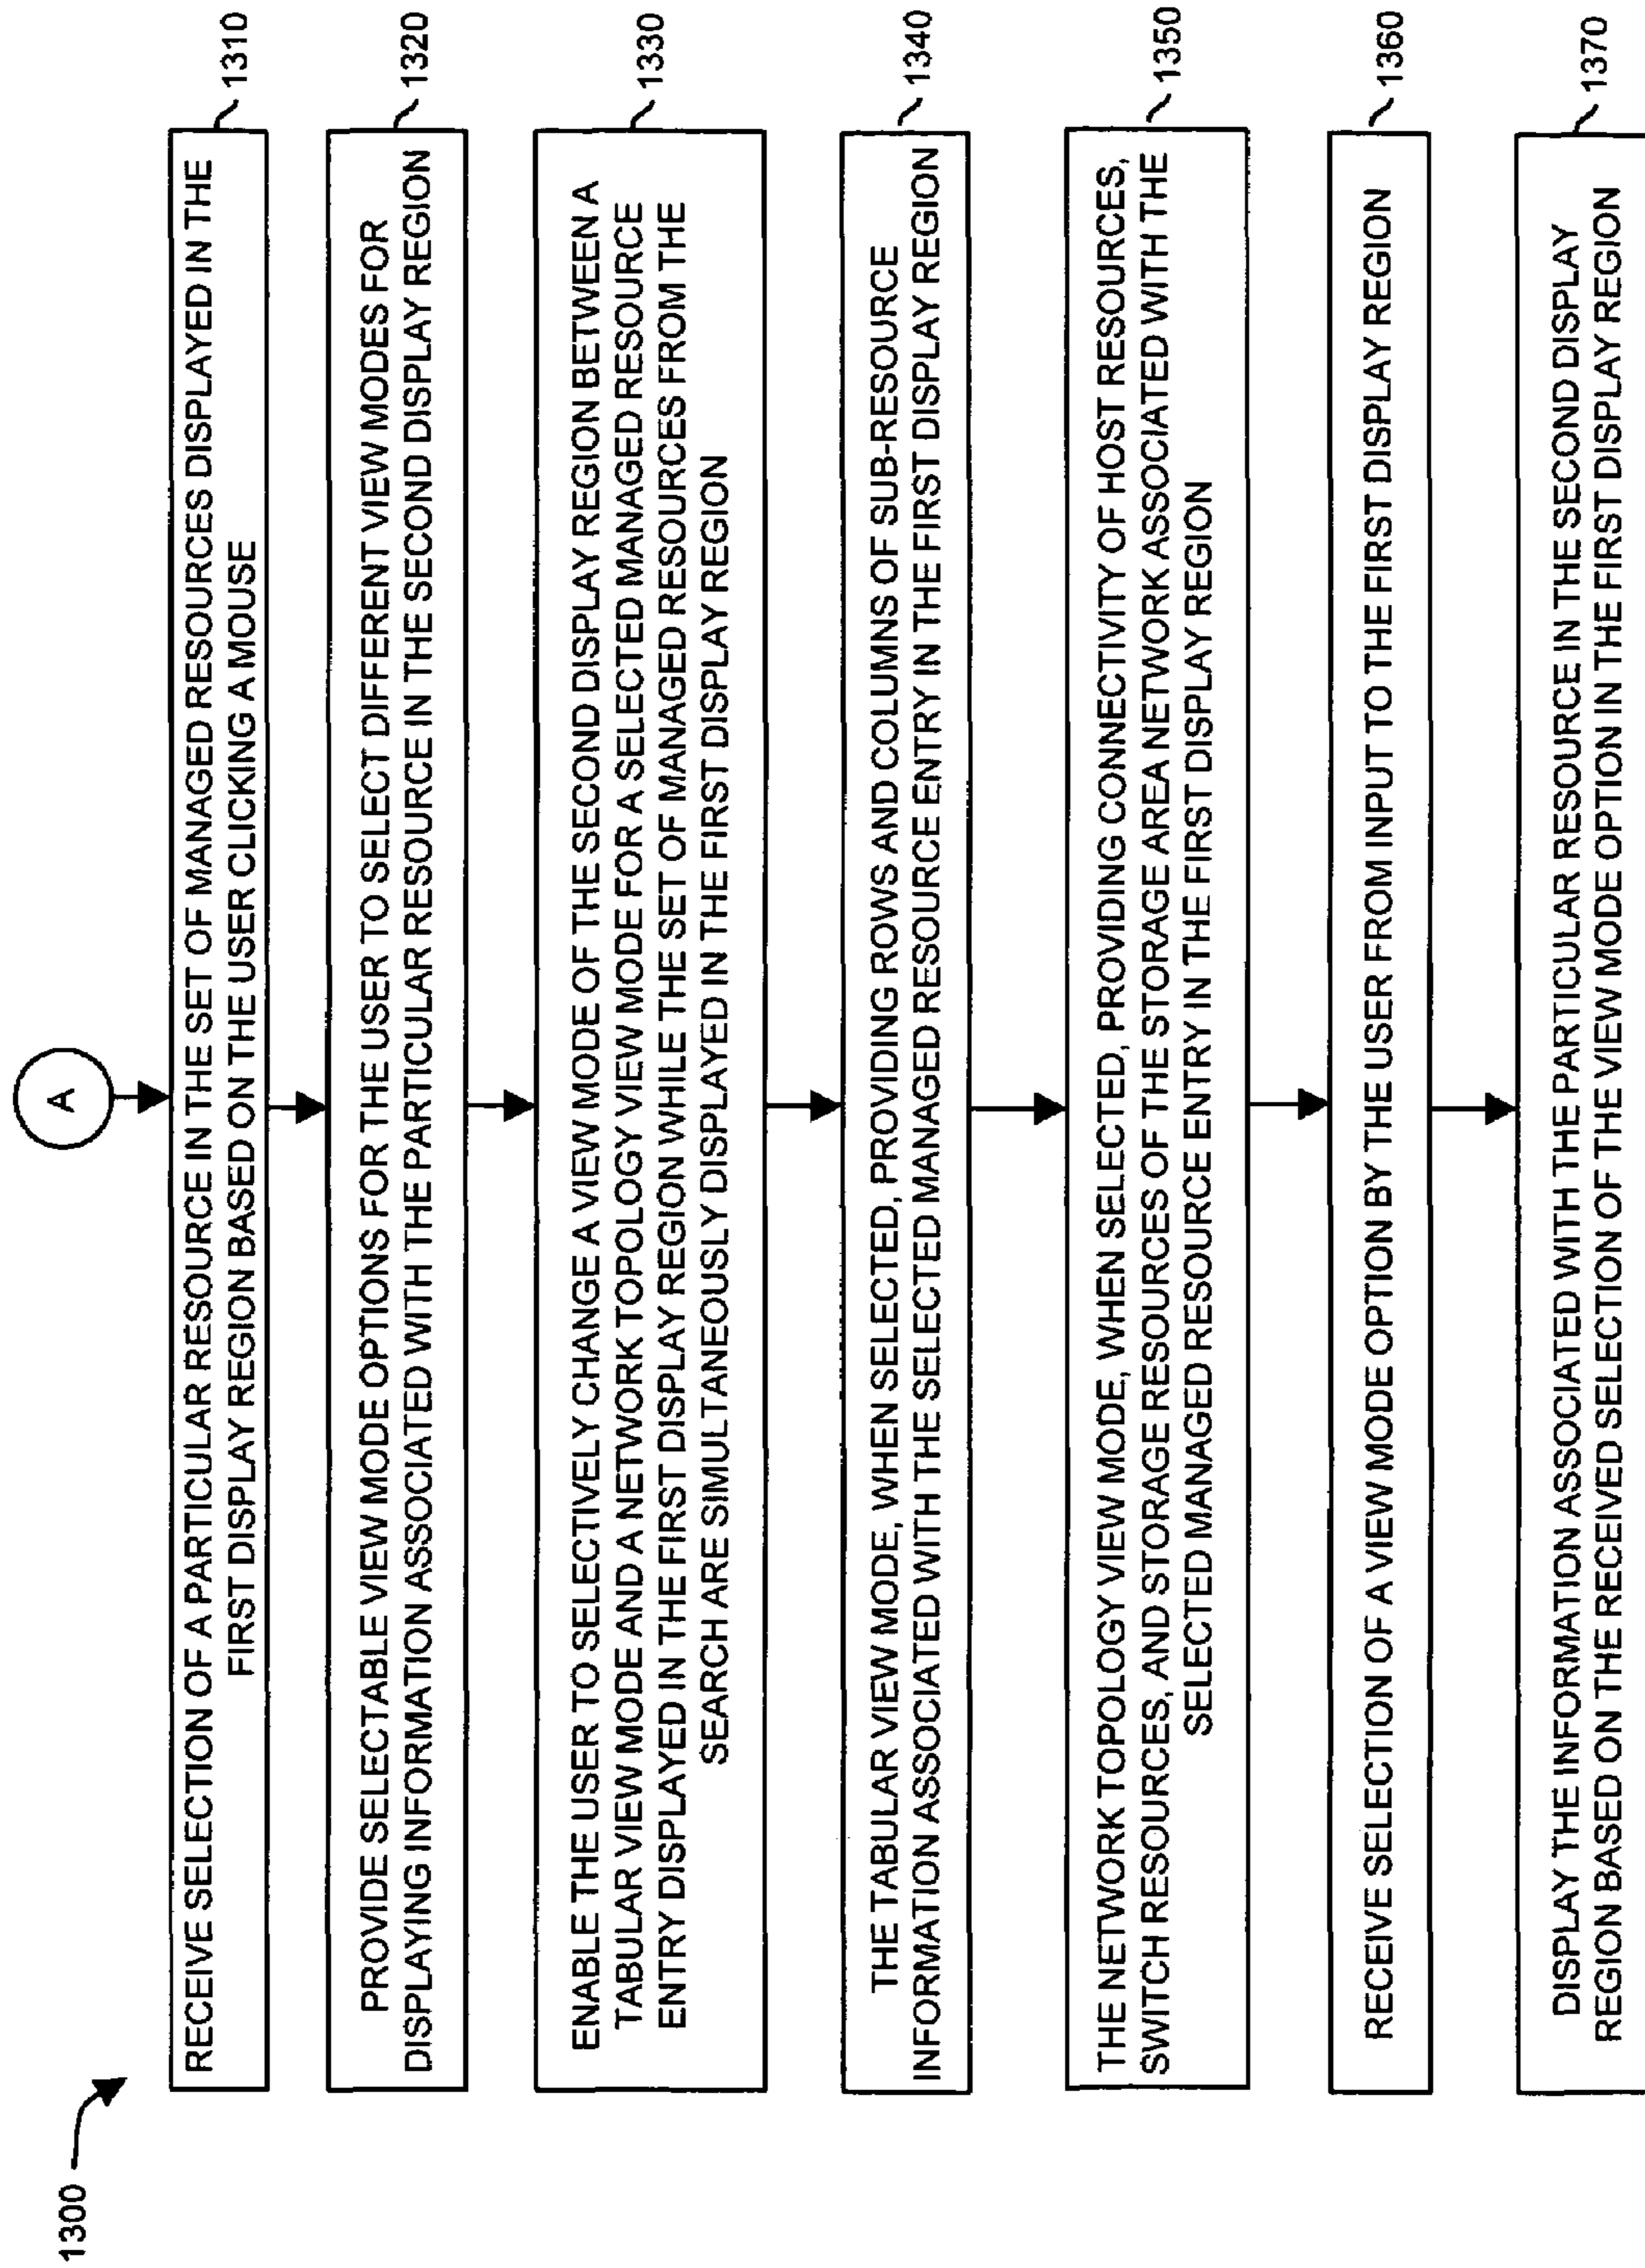 1300
A
RECEIVE SELECTION OF A PARTICULAR RESOURCE IN THE SET OF MANAGED RESOURCES DISPLAYED IN THE
FIRST DISPLAY REGION BASED ON THE USER CLICKING A MOUSE
1310
PROVIDE SELECTABLE VIEW MODE OPTIONS FOR THE USER TO SELECT DIFFERENT VIEW MODES FOR
DISPLAYING INFORMATION ASSOCIATED WITH THE PARTICULAR RESOURCE IN THE SECOND DISPLAY REGION
1320
ENABLE THE USER TO SELECTIVELY CHANGE A VIEW MODE OF THE SECOND DISPLAY REGION BETWEEN A
TABULAR VIEW MODE AND A NETWORK TOPOLOGY VIEW MODE FOR A SELECTED MANAGED RESOURCE
ENTRY DISPLAYED IN THE FIRST DISPLAY REGION WHILE THE SET OF MANAGED RESOURCES FROM THE
SEARCH ARE SIMULTANEOUSLY DISPLAYED IN THE FIRST DISPLAY REGION
1330
THE TABULAR VIEW MODE, WHEN SELECTED, PROVIDING ROWS AND COLUMNS OF SUB-RESOURCE
INFORMATION ASSOCIATED WITH THE SELECTED MANAGED RESOURCE ENTRY IN THE FIRST DISPLAY REGION
1340
THE NETWORK TOPOLOGY VIEW MODE, WHEN SELECTED, PROVIDING CONNECTIVITY OF HOST RESOURCES,
SWITCH RESOURCES, AND STORAGE RESOURCES OF THE STORAGE AREA NETWORK ASSOCIATED WITH THE
SELECTED MANAGED RESOURCE ENTRY IN THE FIRST DISPLAY REGION
1350
RECEIVE SELECTION OF A VIEW MODE OPTION BY THE USER FROM INPUT TO THE FIRST DISPLAY REGION
1360
DISPLAY THE INFORMATION ASSOCIATED WITH THE PARTICULAR RESOURCE IN THE SECOND DISPLAY
REGION BASED ON THE RECEIVED SELECTION OF THE VIEW MODE OPTION IN THE FIRST DISPLAY REGION
1370